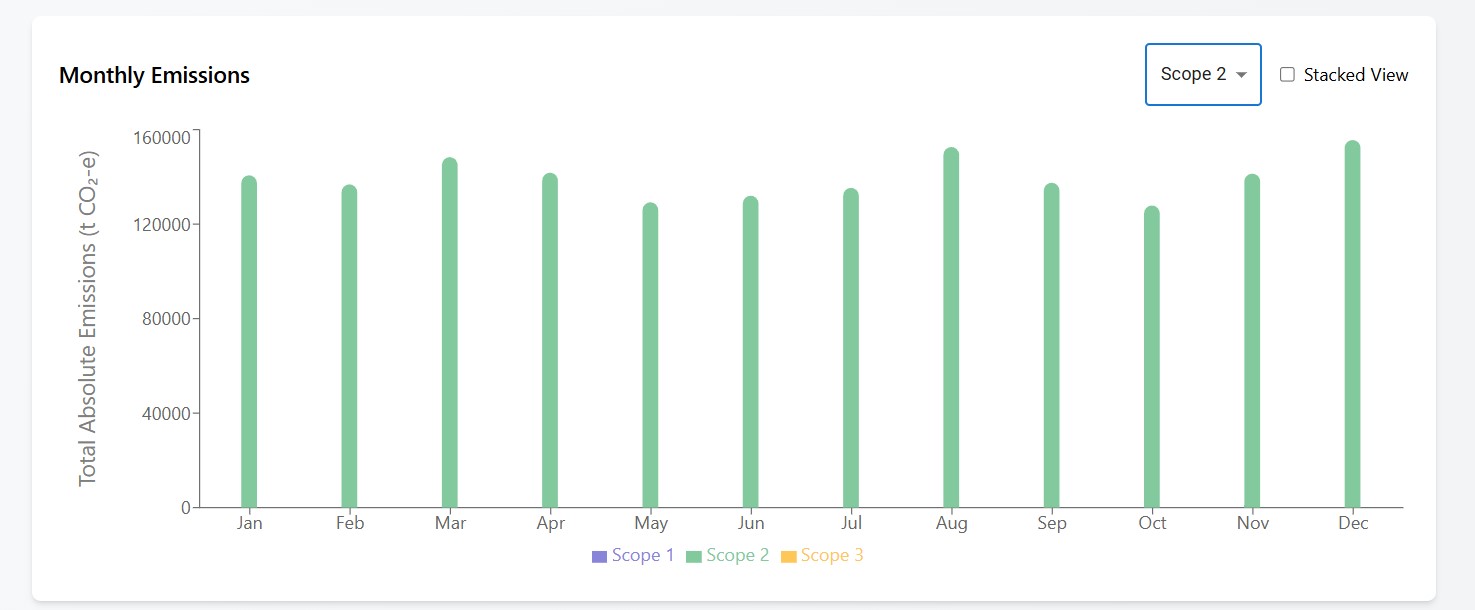 Monthly Emissions
Scope 2
Stacked View
Total Absolute Emissions (t CO₂-e)
160000
120000
80000
40000
0
Jan Feb Mar Apr May Jun Jul Aug Sep Oct Nov Dec
Scope 1 Scope 2 Scope 3